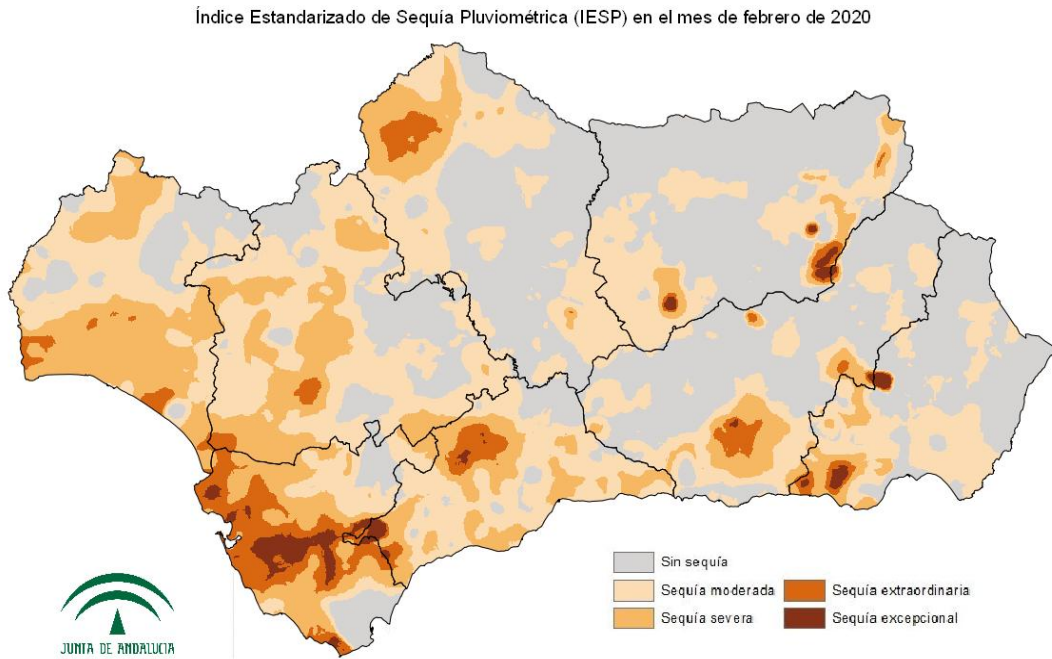 Índice Estandarizado de Sequía Pluviométrica (IESP) en el mes de febrero de 2020
Sin sequía
Sequía moderada
Sequía extraordinaria
Sequía severa
Sequía excepcional
JUNTA DE ANDALUCIA